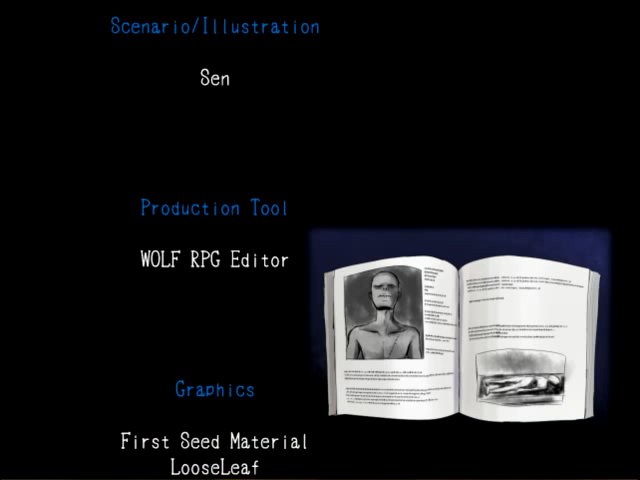 Scenario/Illustration
Sen
Production Tool
WOLF RPG Editor
Graphics
First Seed Material
LooseLeaf